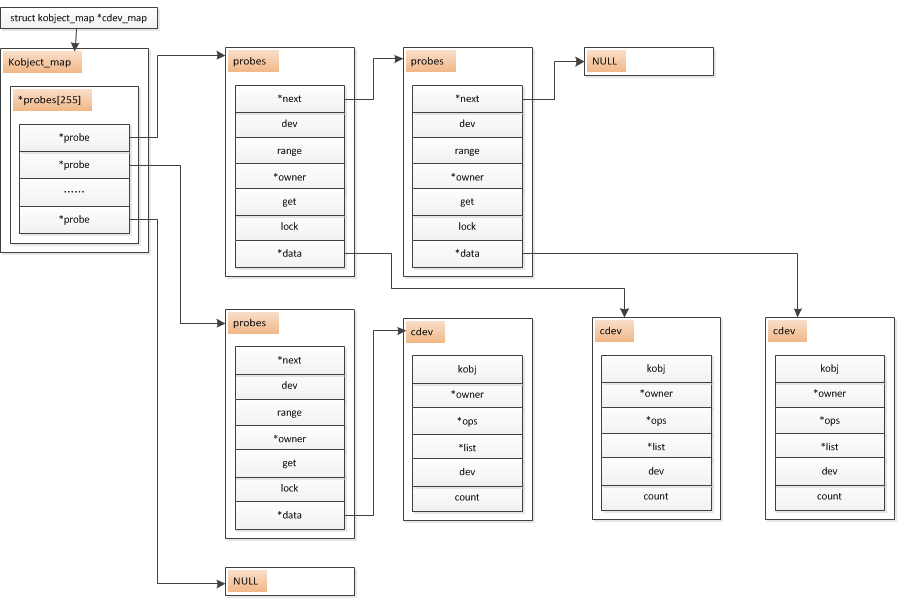 struct kobject_map *cdev_map
Kobject_map
*probes[255]
*probe
*probe
……
*probe
probes
*next
dev
range
*owner
get
lock
*data
probes
*next
dev
range
*owner
get
lock
*data
NULL
probes
*next
dev
range
*owner
get
lock
*data
cdev
kobj
*owner
*ops
*list
dev
count
cdev
kobj
*owner
*ops
*list
dev
count
cdev
kobj
*owner
*ops
*list
dev
count
NULL